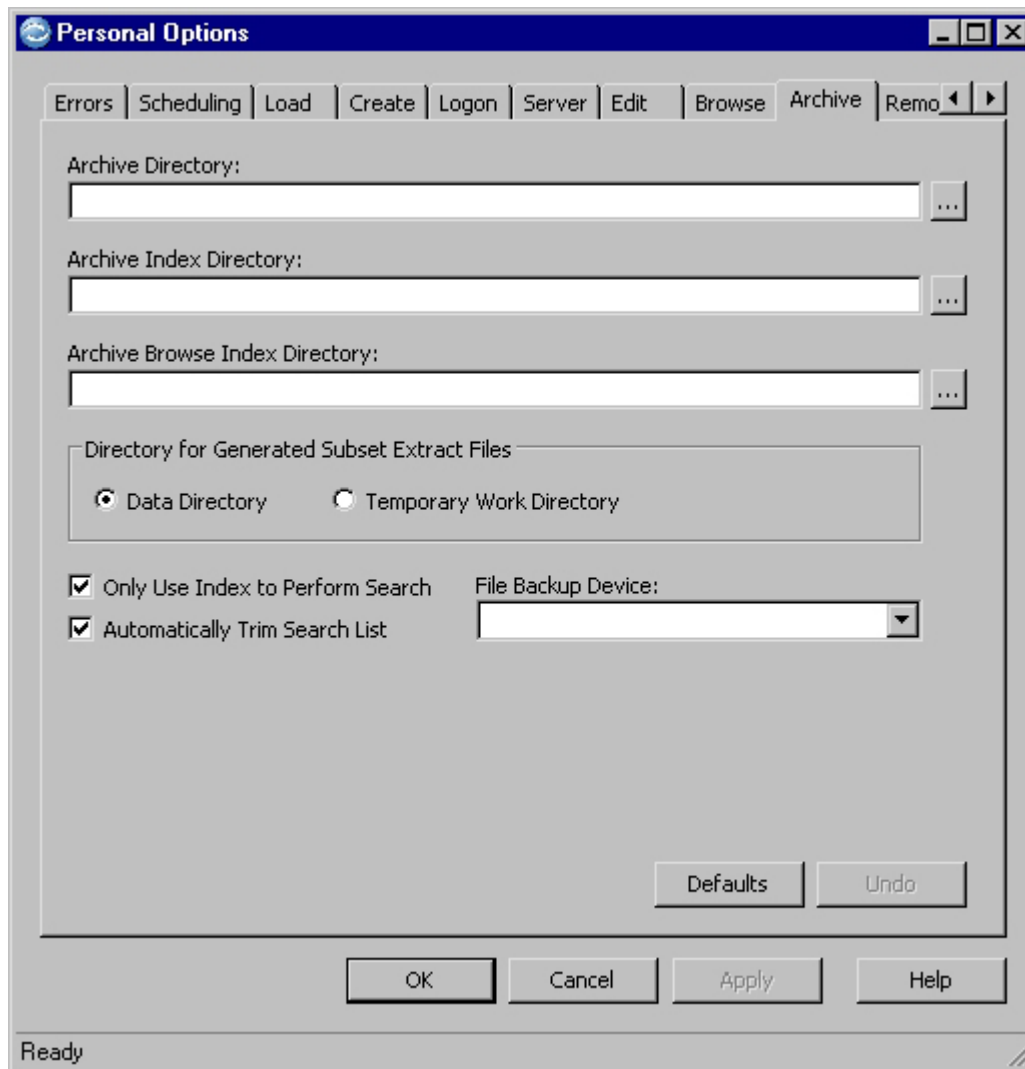 Personal Options
Errors Scheduling Load Create Logon Server Edit Browse Archive Remo
Archive Directory:
...
Archive Index Directory:
...
Archive Browse Index Directory:
...
Directory for Generated Subset Extract Files
Data Directory Temporary Work Directory
Only Use Index to Perform Search File Backup Device:
Automatically Trim Search List
Defaults Undo
OK Cancel Apply Help
Ready